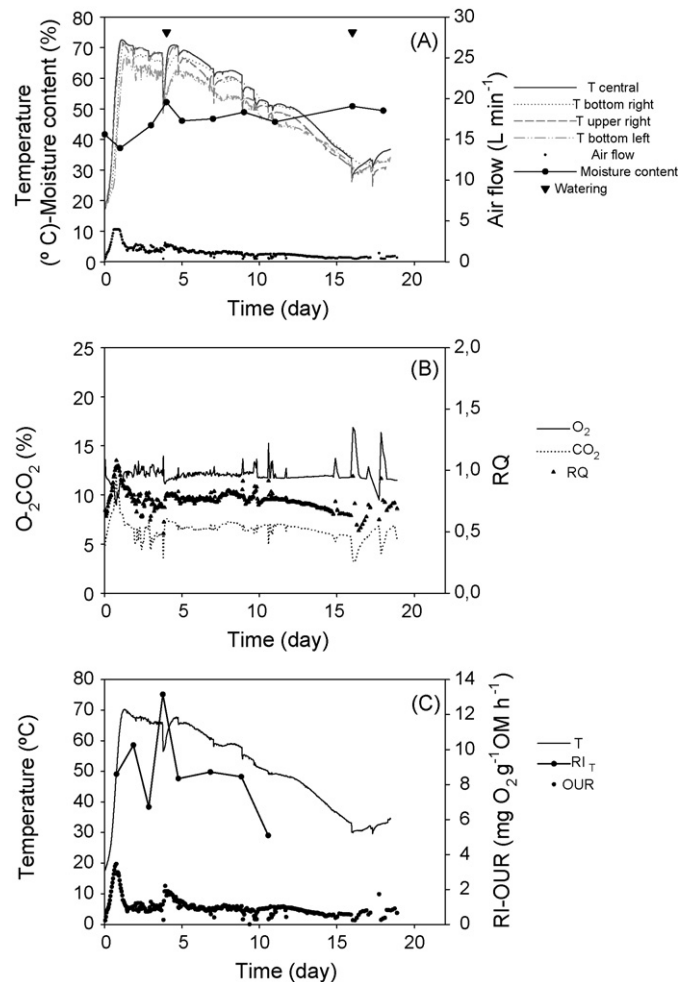 (A)
Temperature
(º C)-Moisture content (%)
80
70
60
50
40
30
20
10
0
30
25
20
15
10
5
0
Air flow (L min⁻¹)
0 5 10 15 20
Time (day)
T central
T bottom right
T upper right
T bottom left
Air flow
Moisture content
Watering
(B)
O₋₂CO₂ (%)
25
20
15
10
5
0
2,0
1,5
1,0
0,5
0,0
RQ
0 5 10 15 20
Time (day)
O₂
CO₂
RQ
(C)
Temperature (ºC)
80
70
60
50
40
30
20
10
0
14
12
10
8
6
4
2
0
RI-OUR (mg O₂ g⁻¹ OM h⁻¹)
0 5 10 15 20
Time (day)
T
RI T
OUR